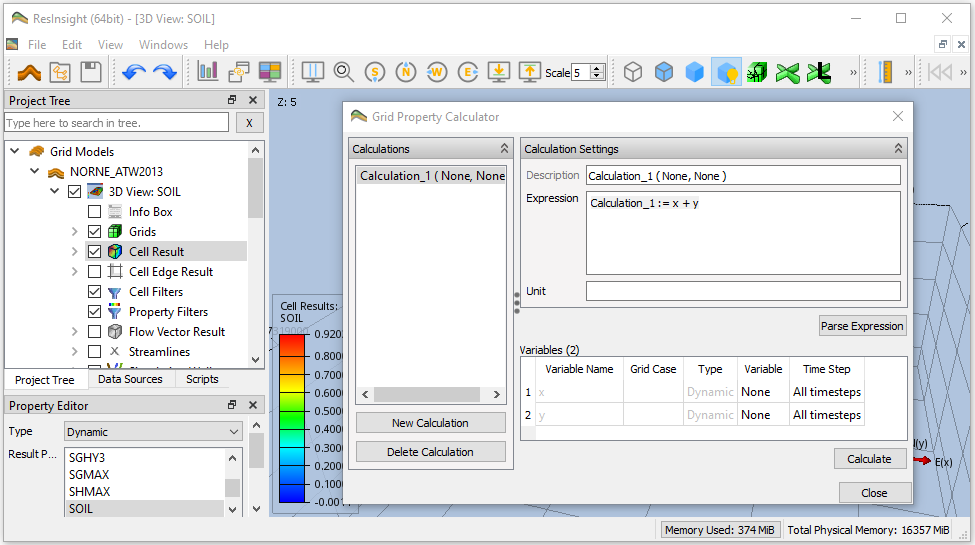 ResInsight (64bit) - [3D View: SOIL]
File Edit View Windows Help
S N W E Scale 5 » » »
Project Tree
Type here to search in tree. X
Grid Models
NORNE_ATW2013
3D View: SOIL
Info Box
Grids
Cell Result
Cell Edge Result
Cell Filters
Property Filters
Flow Vector Result
Streamlines
Project Tree Data Sources Scripts
Property Editor
Type Dynamic
Result P...
SGHY3
SGMAX
SHMAX
SOIL
Z: 5
Cell Results:
SOIL
0.920
0.8000
0.7000
0.6000
0.5000
0.4000
0.3000
0.2000
0.1000
-0.001
Grid Property Calculator
Calculations
Calculation_1 ( None, None
New Calculation
Delete Calculation
Calculation Settings
Description Calculation_1 ( None, None )
Expression Calculation_1 := x + y
Unit
Parse Expression
Variables (2)
Variable Name Grid Case Type Variable Time Step
1 x Dynamic None All timesteps
2 y Dynamic None All timesteps
Calculate
Close
(y)
E(x)
Memory Used: 374 MiB Total Physical Memory: 16357 MiB